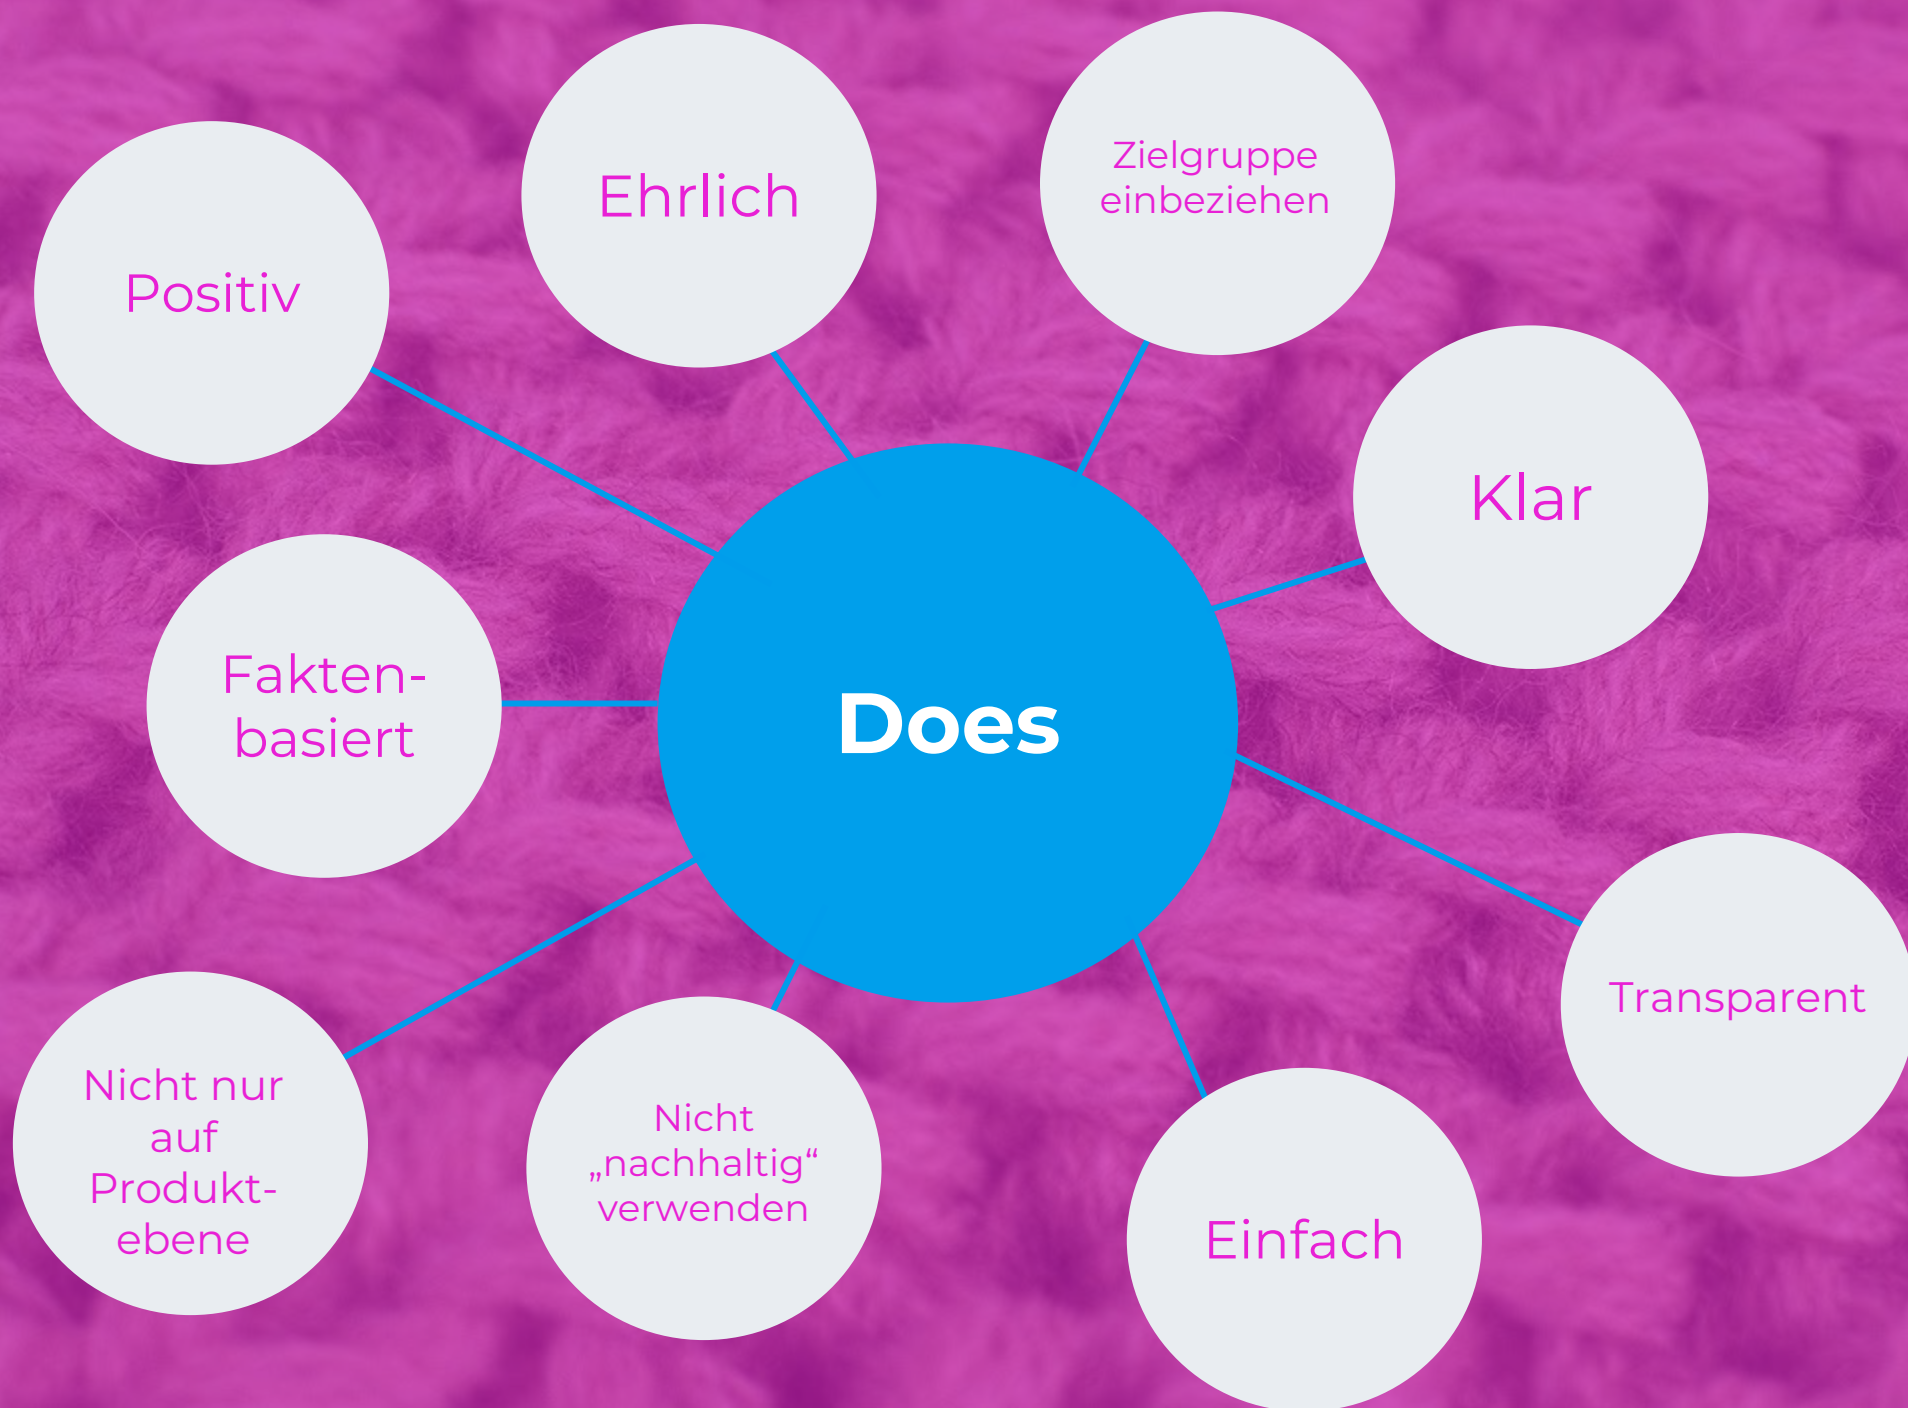 Ehrlich
Zielgruppe
einbeziehen
Positiv
Klar
Fakten-
basiert
Does
Transparent
Nicht nur
auf
Produkt-
ebene
Nicht
„nachhaltig“
verwenden
Einfach